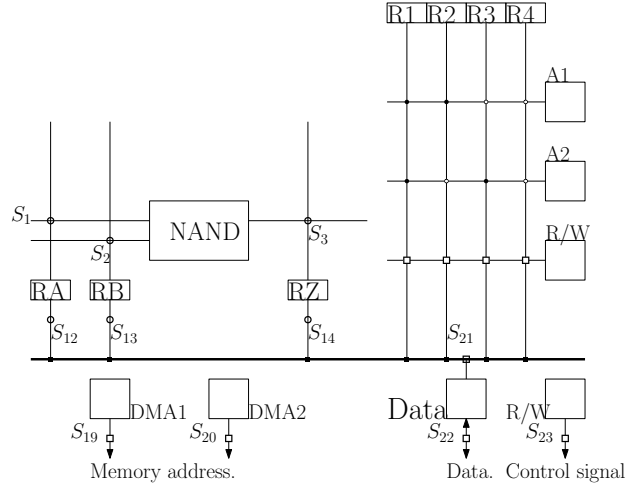 R1 R2 R3 R4
A1
A2
S1
S2
NAND
S3
R/W
RA RB RZ
S12 S13 S14 S21
DMA1 DMA2 Data R/W
S19 S20 S22 S23
Memory address. Data. Control signal